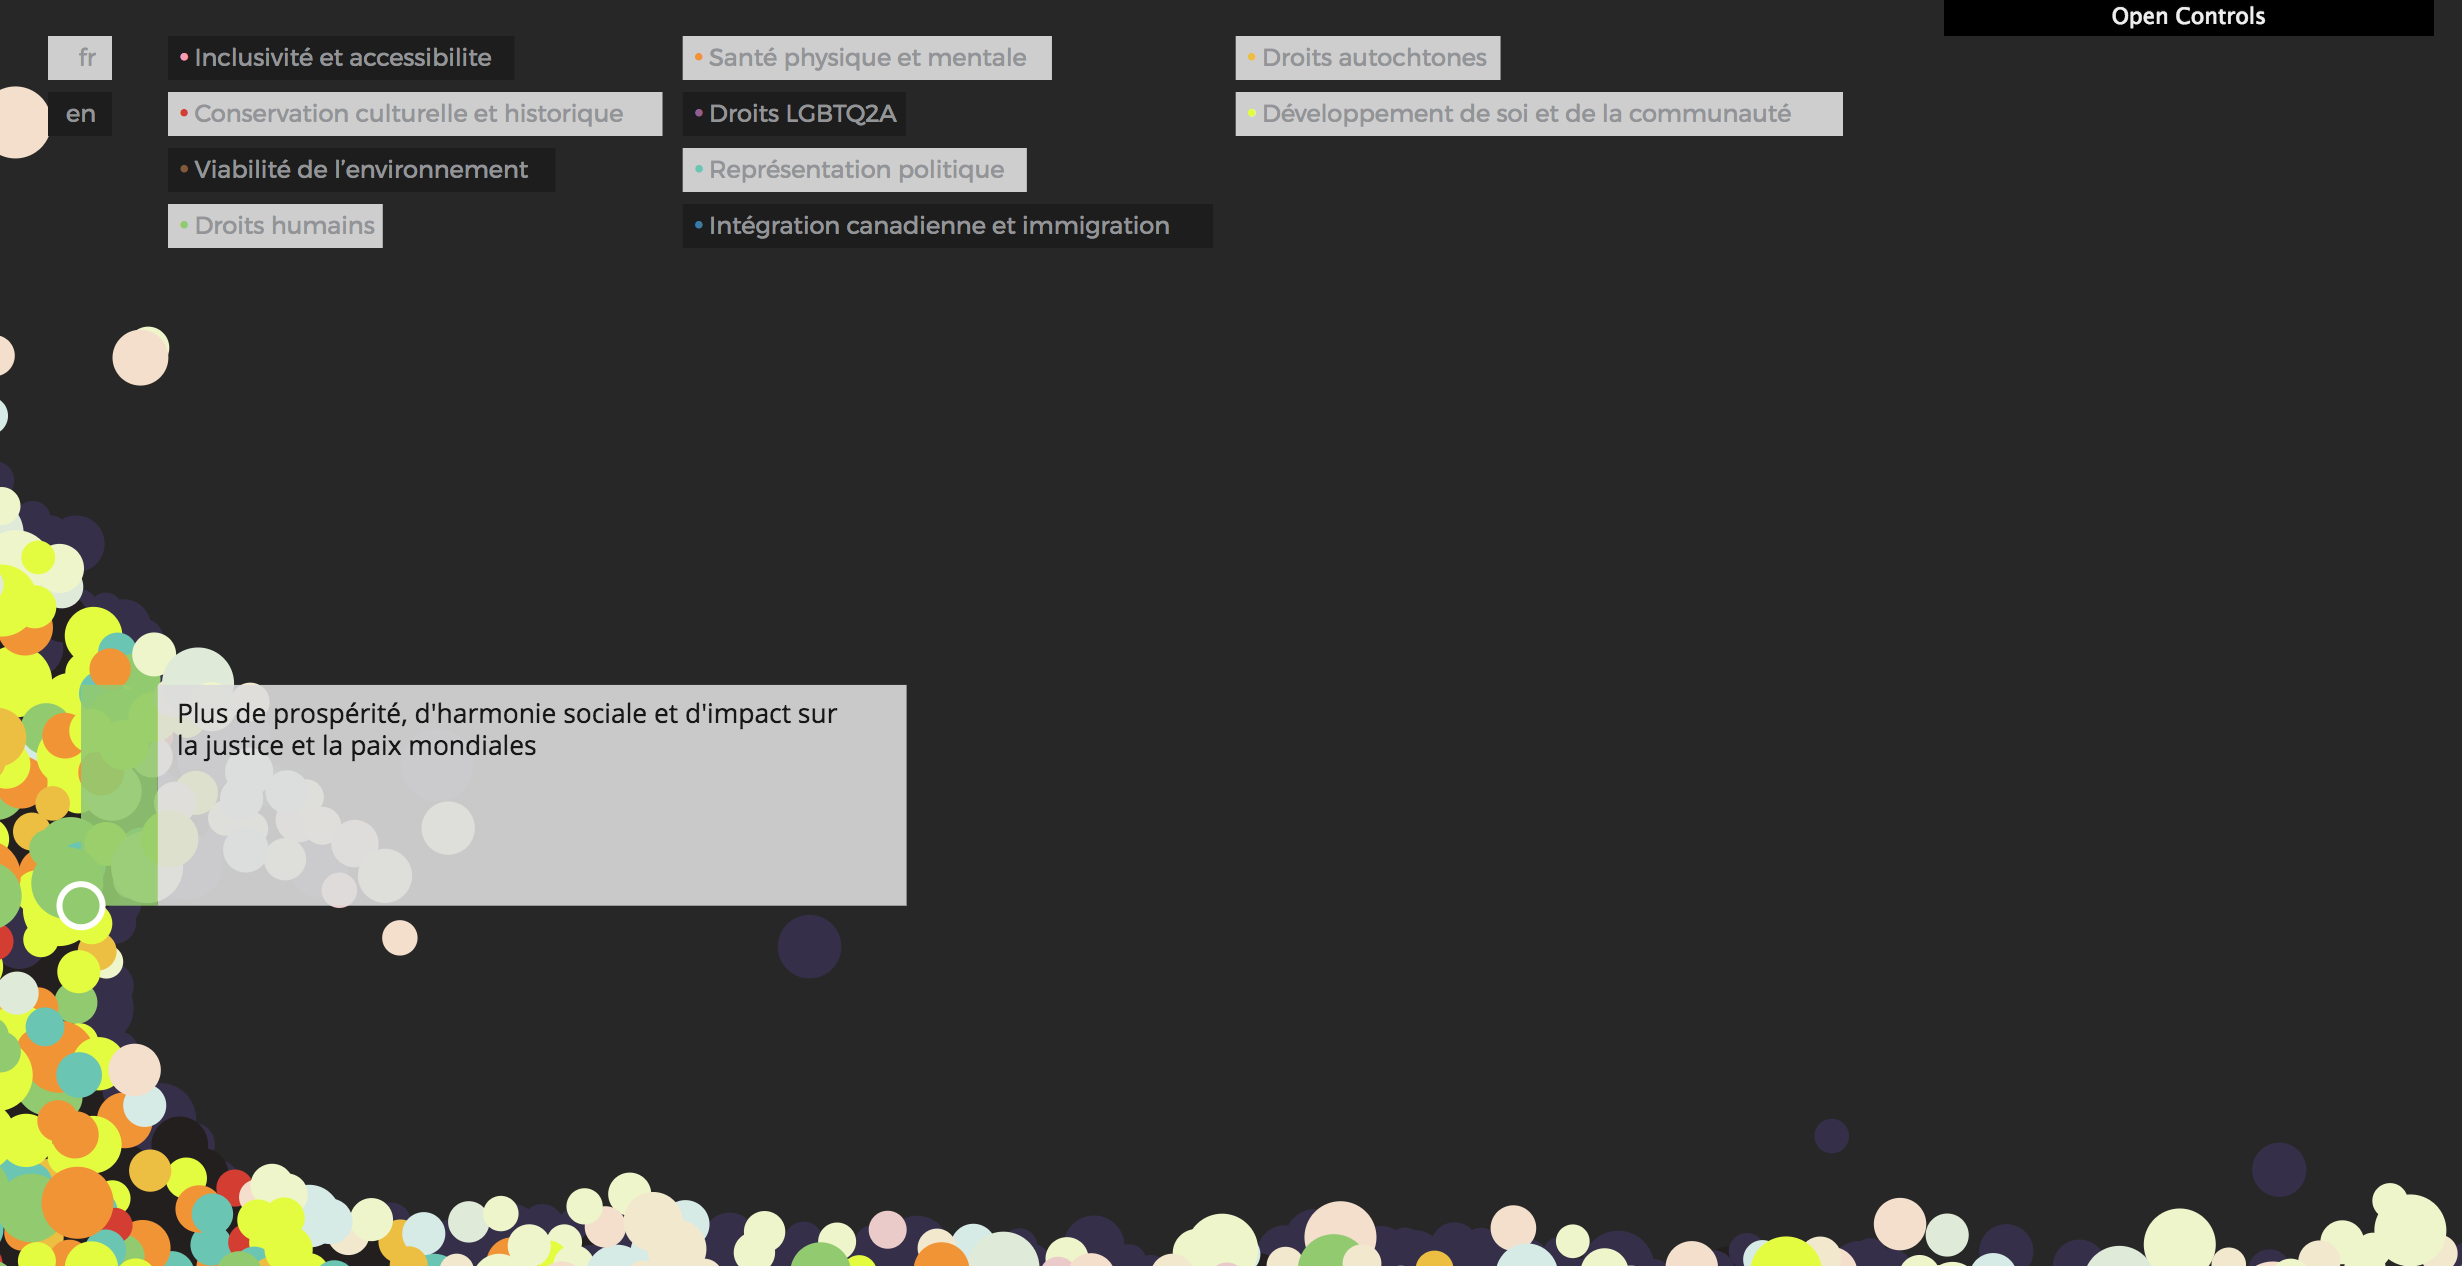 Open Controls
fr
en
Inclusivité et accessibilite
Conservation culturelle et historique
Viabilité de l’environnement
Droits humains
Santé physique et mentale
Droits LGBTQ2A
Représentation politique
Intégration canadienne et immigration
Droits autochtones
Développement de soi et de la communauté
Plus de prospérité, d'harmonie sociale et d'impact sur
la justice et la paix mondiales